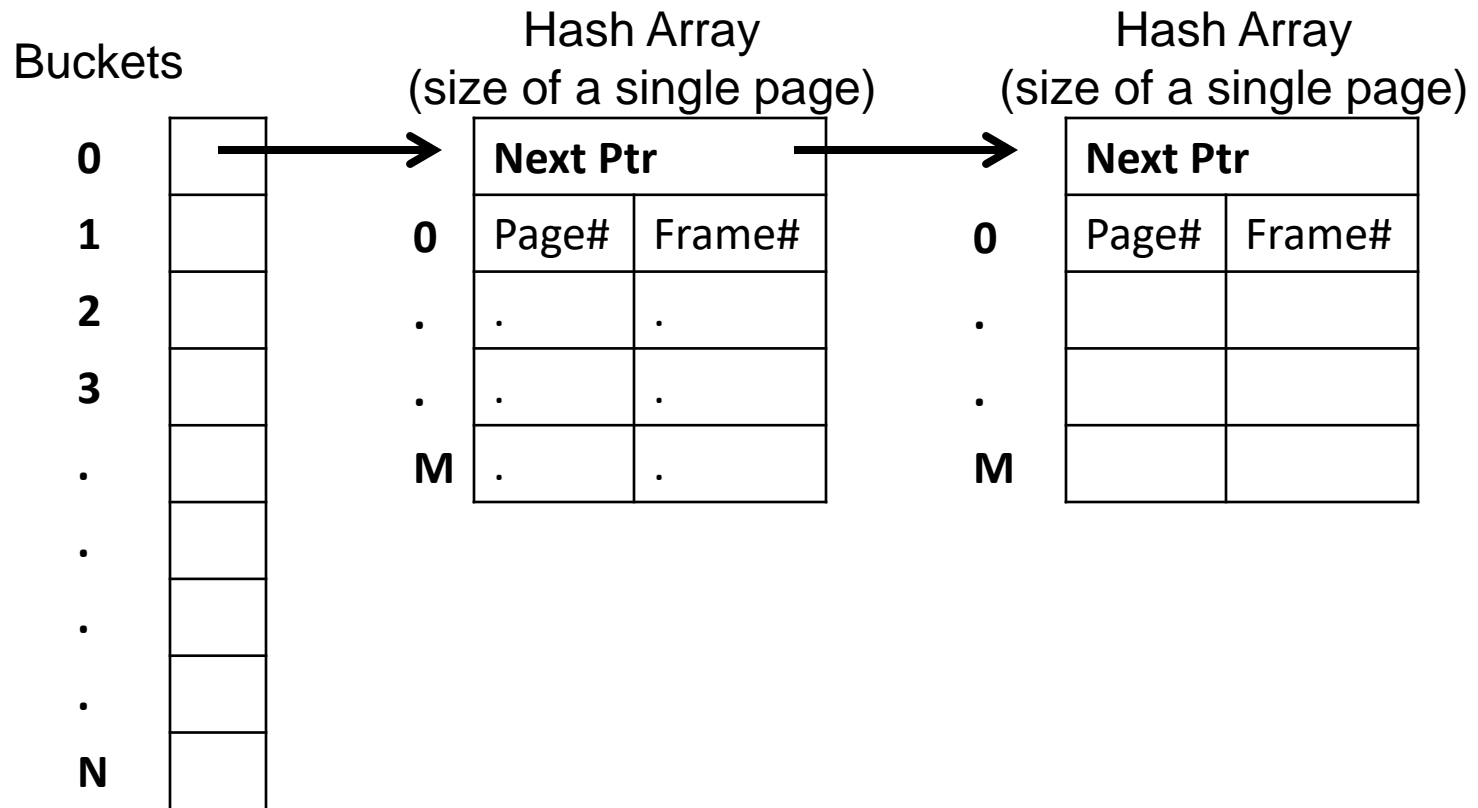 Buckets
Hash Array
(size of a single page)
Hash Array
(size of a single page)
0
1
2
3
.
.
.
.
N
Next Ptr
0 Page# Frame#
. . .
. . .
M . .
Next Ptr
0 Page# Frame#
.
.
M